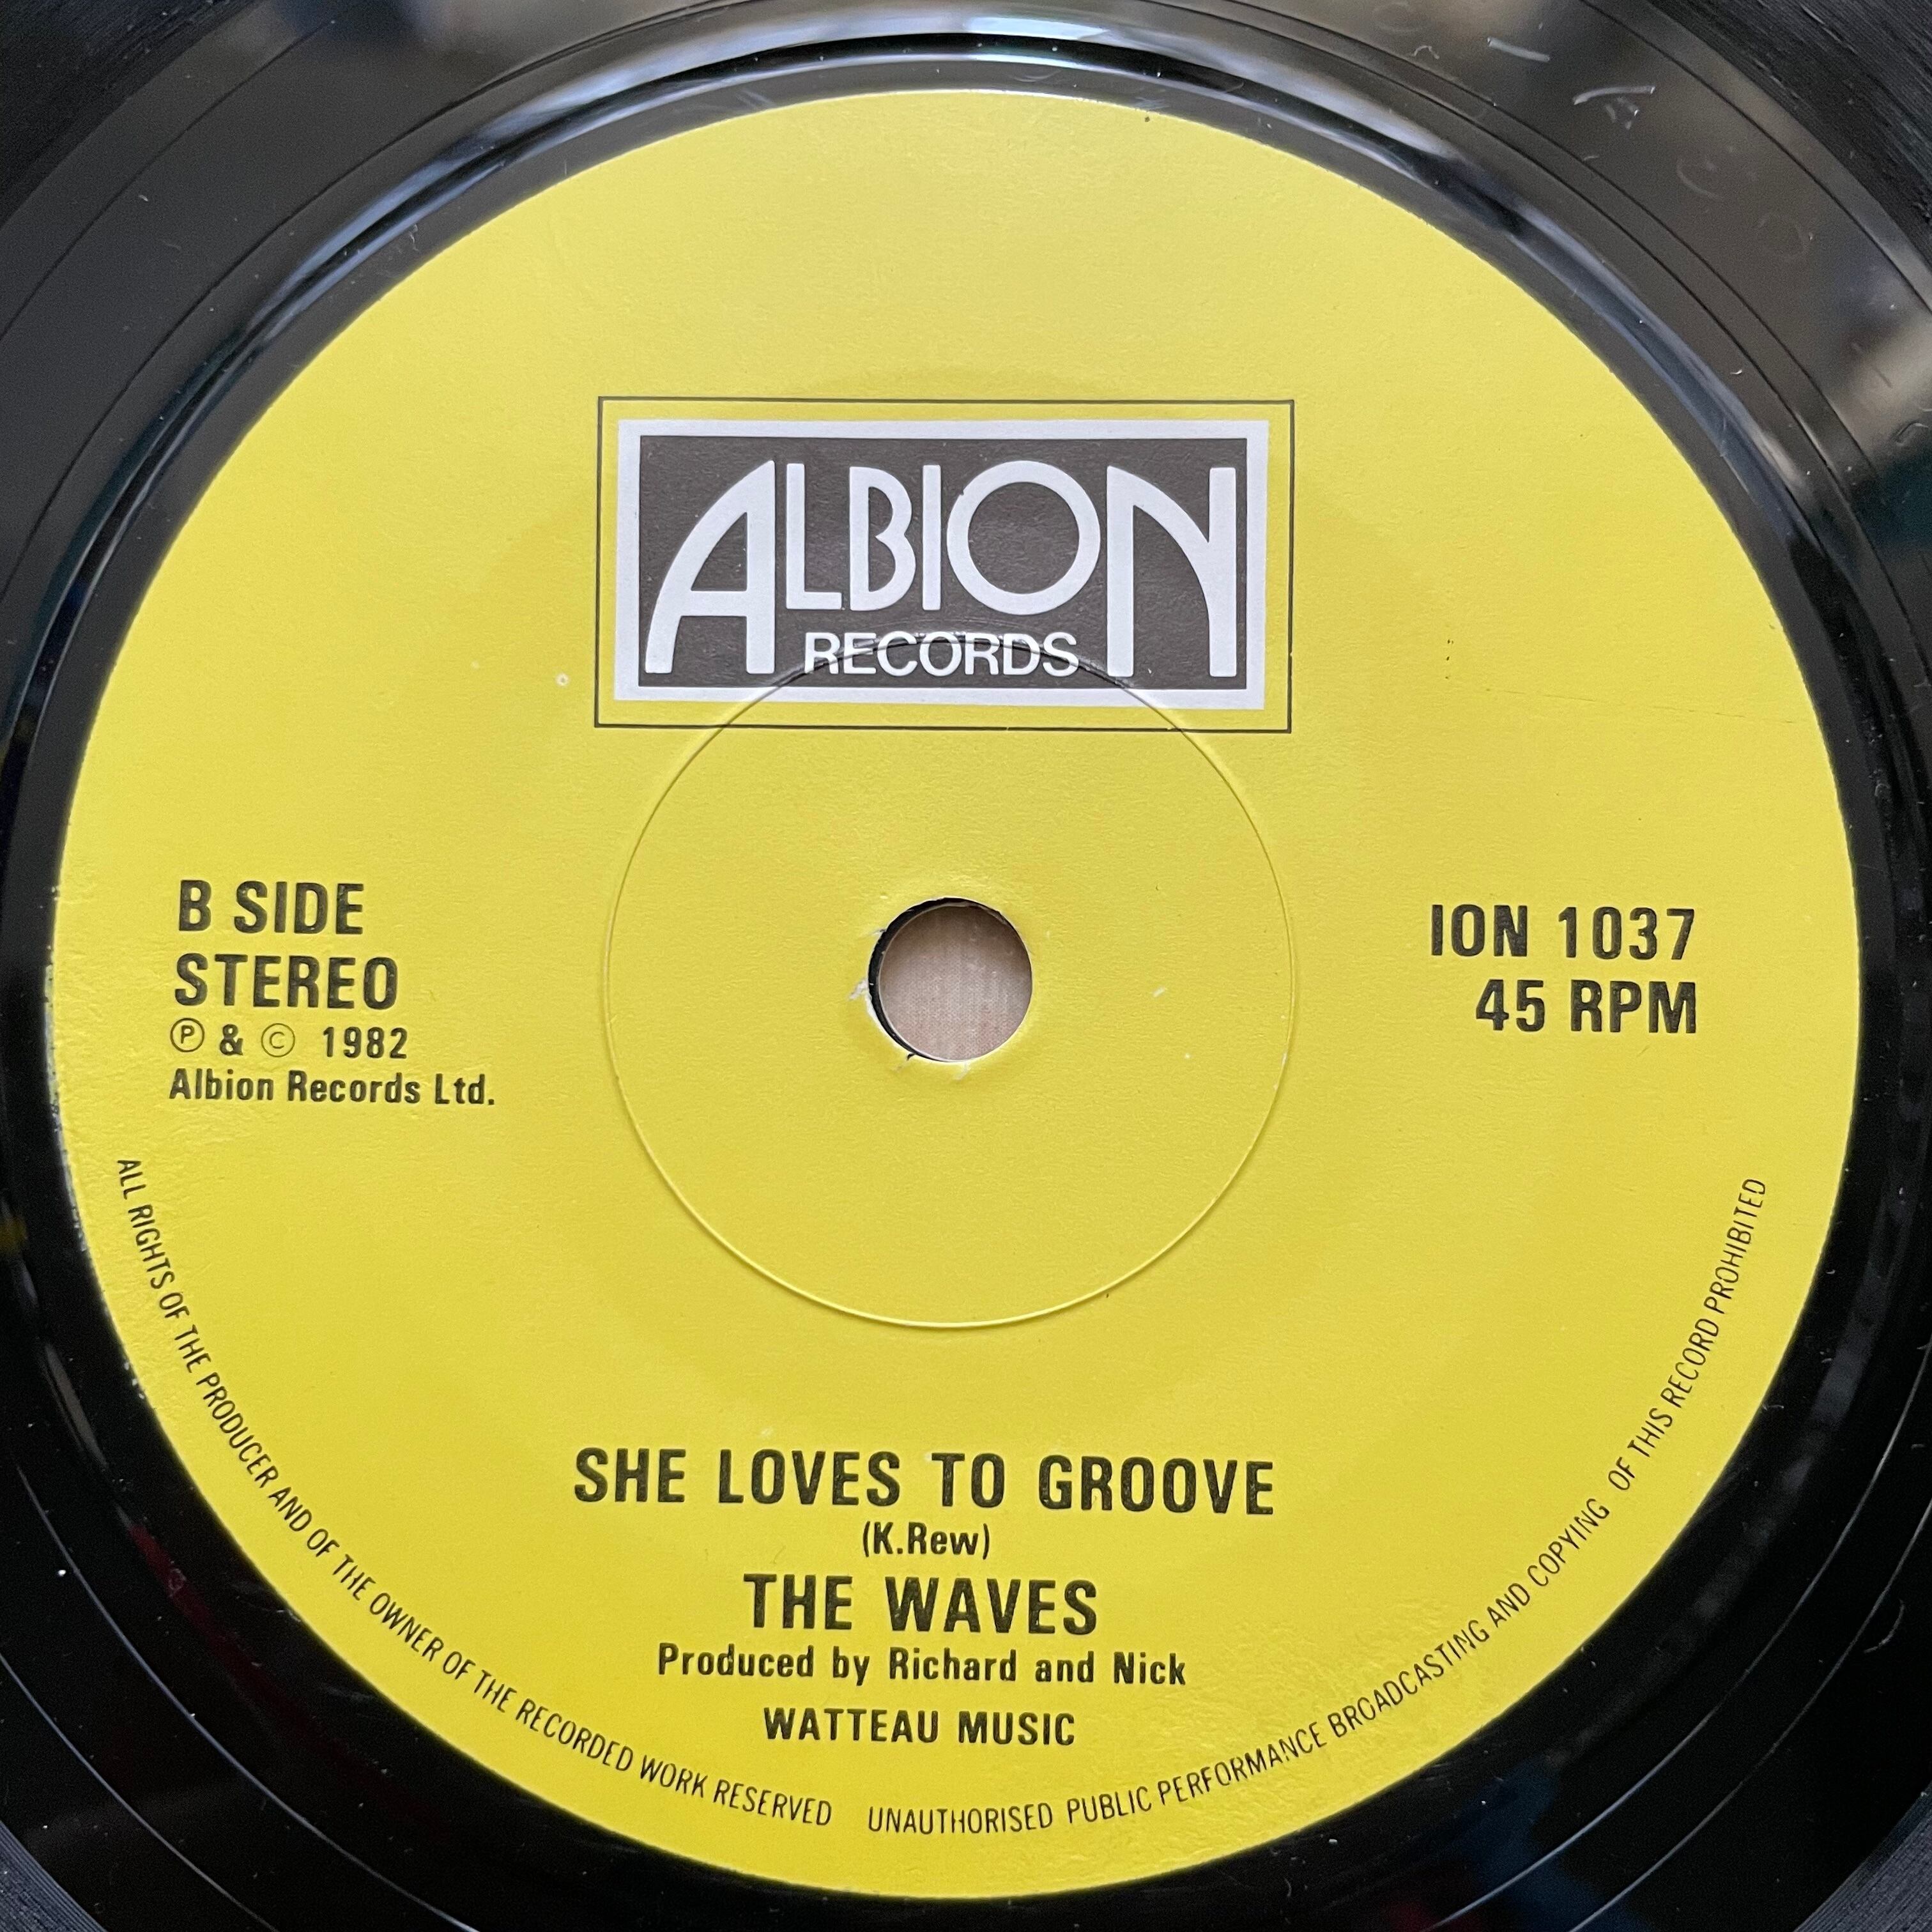 ALBION
RECORDS
B SIDE
STEREO
Ⓟ & © 1982
Albion Records Ltd.
ION 1037
45 RPM
SHE LOVES TO GROOVE
(K.Rew)
THE WAVES
Produced by Richard and Nick
WATTEAU MUSIC
ALL RIGHTS OF THE PRODUCER AND OF THE OWNER OF THE RECORDED WORK RESERVED UNAUTHORISED PUBLIC PERFORMANCE BROADCASTING AND COPYING OF THIS RECORD PROHIBITED